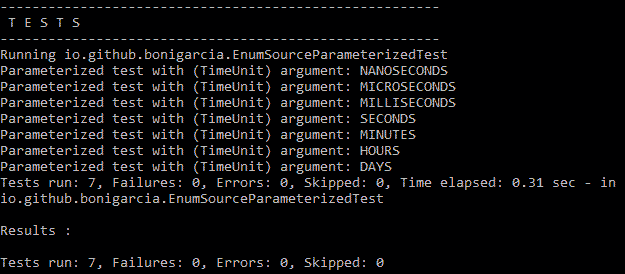 -------------------------------------------------------
 T E S T S
-------------------------------------------------------
Running io.github.bonigarcia.EnumSourceParameterizedTest
Parameterized test with (TimeUnit) argument: NANOSECONDS
Parameterized test with (TimeUnit) argument: MICROSECONDS
Parameterized test with (TimeUnit) argument: MILLISECONDS
Parameterized test with (TimeUnit) argument: SECONDS
Parameterized test with (TimeUnit) argument: MINUTES
Parameterized test with (TimeUnit) argument: HOURS
Parameterized test with (TimeUnit) argument: DAYS
Tests run: 7, Failures: 0, Errors: 0, Skipped: 0, Time elapsed: 0.31 sec - in
io.github.bonigarcia.EnumSourceParameterizedTest
Results :
Tests run: 7, Failures: 0, Errors: 0, Skipped: 0